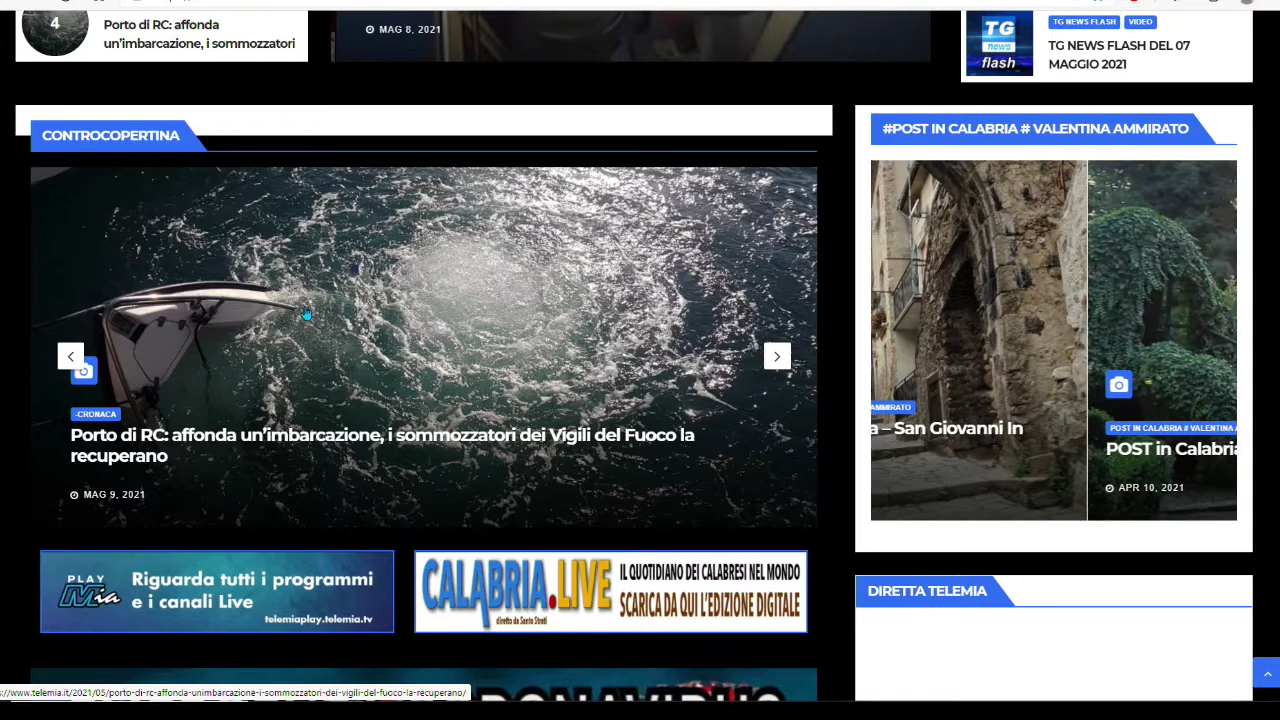 4
Porto di RC: affonda
un'imbarcazione, i sommozzatori
MAG 8, 2021
TG NEWS FLASH
VIDEO
TG
news
flash
TG NEWS FLASH DEL 07
MAGGIO 2021
CONTROCOPERTINA
-CRONACA
Porto di RC: affonda un'imbarcazione, i sommozzatori dei Vigili del Fuoco la
recuperano
MAG 9, 2021
#POST IN CALABRIA # VALENTINA AMMIRATO
AMMIRATO
a – San Giovanni In
POST IN CALABRIA # VALENTINA
POST in Calabria
APR 10, 2021
PLAY
Mia
Riguarda tutti i programmi
e i canali Live
telemiaplay.telemia.tv
CALABRIA.LIVE
diretto da Santo Strati
IL QUOTIDIANO DEI CALABRESI NEL MONDO
SCARICA DA QUI L'EDIZIONE DIGITALE
DIRETTA TELEMIA
s://www.telemia.it/2021/05/porto-di-rc-affonda-unimbarcazione-i-sommozzatori-dei-vigili-del-fuoco-la-recuperano/